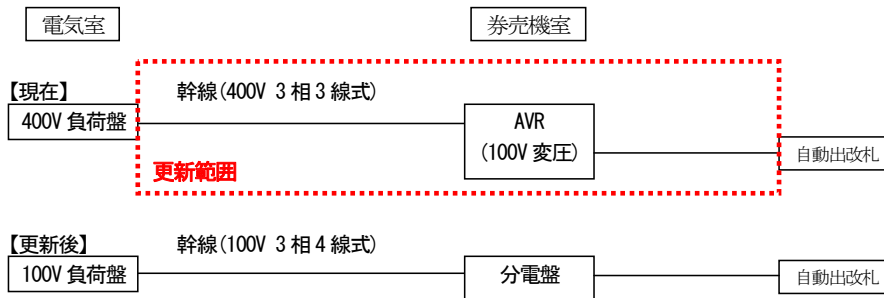 電気室
券売機室
【現在】
幹線(400V 3相3線式)
400V 負荷盤
AVR
(100V 変圧)
自動出改札
更新範囲
【更新後】
幹線(100V 3相4線式)
100V 負荷盤
分電盤
自動出改札